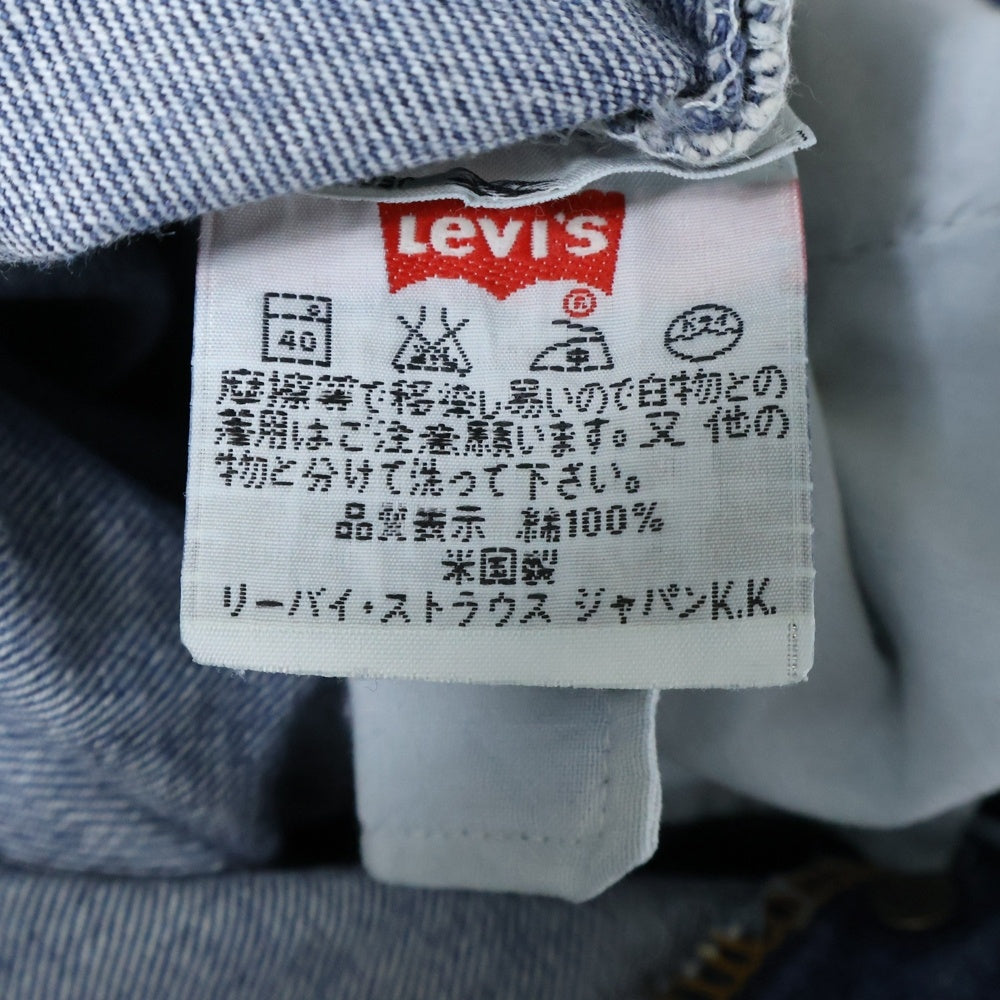 Levi's
®
40
ドライ
摩擦等で移染し易いので白物との
着用はご注意願います。又 他の
物と分けて洗って下さい。
品質表示 綿100%
米国製
リーバイ・ストラウス ジャパンK.K.